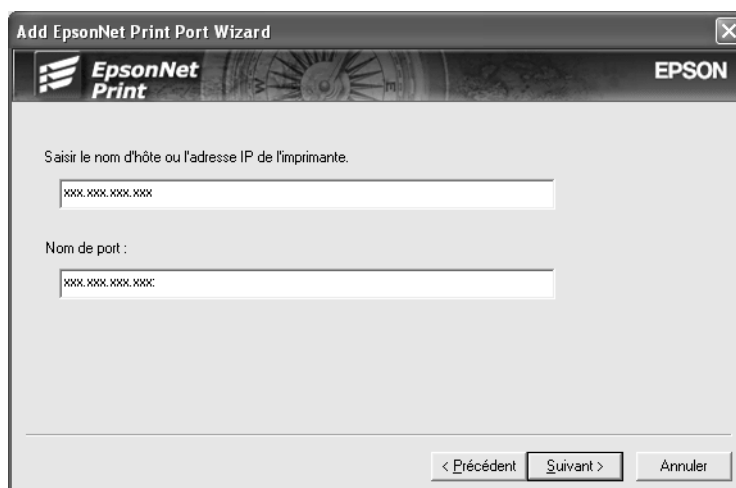 Add EpsonNet Print Port Wizard
EpsonNet
Print
EPSON
Saisir le nom d'hôte ou l'adresse IP de l'imprimante.
xxx.xxx.xxx.xxx
Nom de port :
xxx.xxx.xxx.xxx:
< Précédent
Suivant >
Annuler